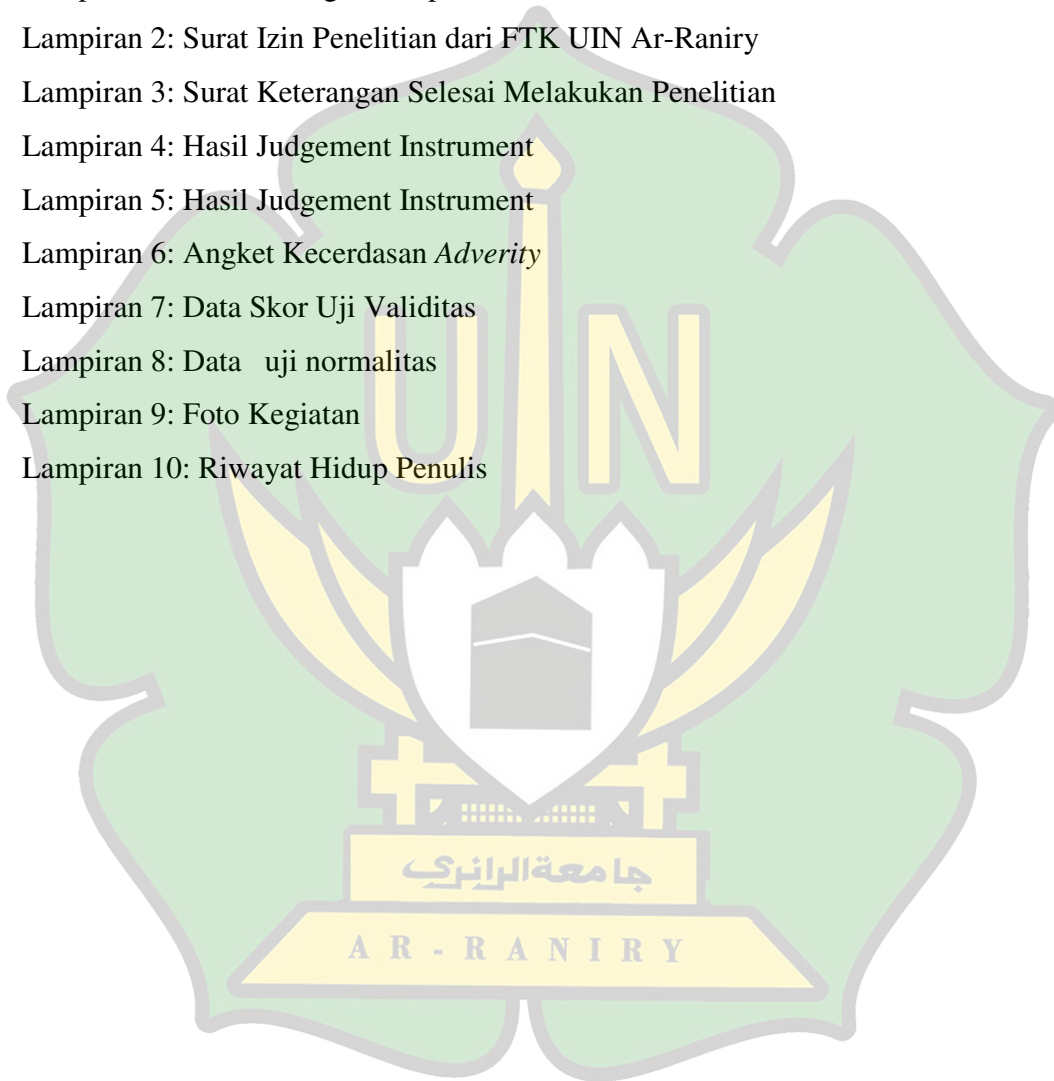 Lampiran 2: Surat Izin Penelitian dari FTK UIN Ar-Raniry
Lampiran 3: Surat Keterangan Selesai Melakukan Penelitian
Lampiran 4: Hasil Judgement Instrument
Lampiran 5: Hasil Judgement Instrument
Lampiran 6: Angket Kecerdasan Adverity
Lampiran 7: Data Skor Uji Validitas
Lampiran 8: Data uji normalitas
Lampiran 9: Foto Kegiatan
Lampiran 10: Riwayat Hidup Penulis
UIN
جامعةالرانري
AR-RANIRY